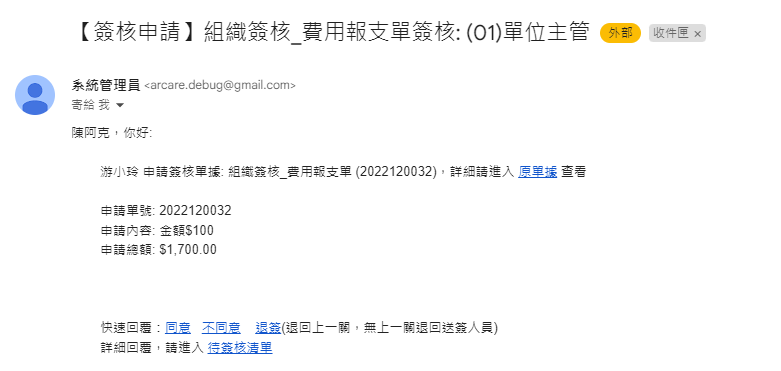 【簽核申請】組織簽核_費用報支單簽核: (01)單位主管 外部 收件匣 ×
系統管理員 <arcare.debug@gmail.com>
寄給 我
陳阿克，你好:
游小玲 申請簽核單據: 組織簽核_費用報支單 (2022120032)，詳細請進入 原單據 查看
申請單號: 2022120032
申請內容: 金額$100
申請總額: $1,700.00
快速回覆：同意 不同意 退簽(退回上一關，無上一關退回送簽人員)
詳細回覆，請進入 待簽核清單